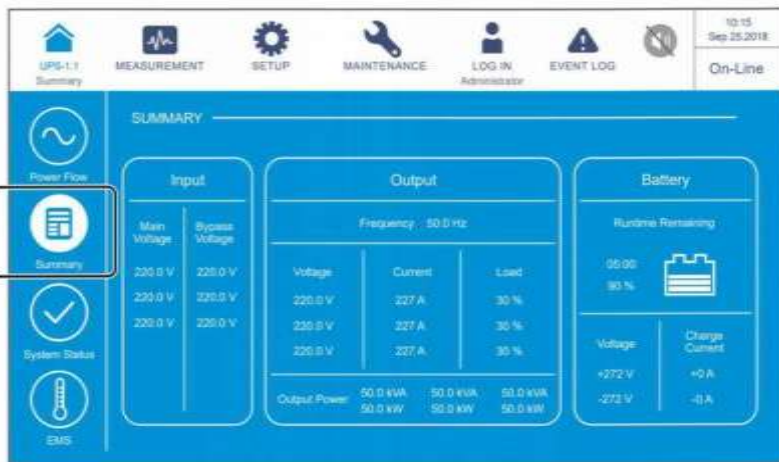 UPS-1.1
Summary
MEASUREMENT
SETUP
MAINTENANCE
LOG IN
Administrator
EVENT LOG
10:15
Sep 25,2018
On-Line
Power Flow
Summary
System Status
EMS
SUMMARY
Input
Main
Voltage
Bypass
Voltage
220.0 V 220.0 V
220.0 V 220.0 V
220.0 V 220.0 V
Output
Frequency 50.0 Hz
Voltage Current Load
220.0 V 227 A 30 %
220.0 V 227 A 30 %
220.0 V 227 A 30 %
Output Power 50.0 kVA 50.0 kVA 50.0 kVA
50.0 kW 50.0 kW 50.0 kW
Battery
Runtime Remaining
05:00
90 %
Voltage
Charge
Current
+272 V +0 A
-272 V -0 A